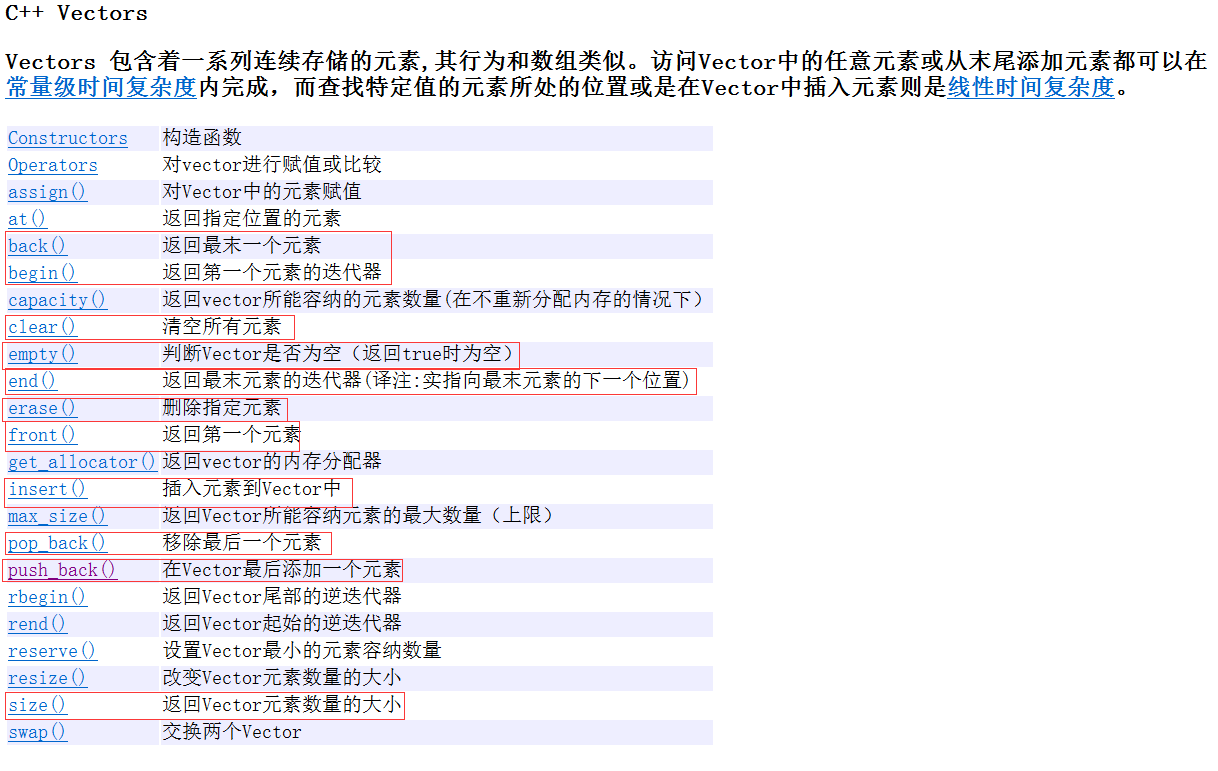 C++ Vectors
Vectors 包含着一系列连续存储的元素,其行为和数组类似。访问Vector中的任意元素或从末尾添加元素都可以在
常量级时间复杂度内完成，而查找特定值的元素所处的位置或是在Vector中插入元素则是线性时间复杂度。
Constructors 构造函数
Operators 对vector进行赋值或比较
assign() 对Vector中的元素赋值
at() 返回指定位置的元素
back() 返回最末一个元素
begin() 返回第一个元素的迭代器
capacity() 返回vector所能容纳的元素数量(在不重新分配内存的情况下）
clear() 清空所有元素
empty() 判断Vector是否为空（返回true时为空）
end() 返回最末元素的迭代器(译注:实指向最末元素的下一个位置)
erase() 删除指定元素
front() 返回第一个元素
get_allocator() 返回vector的内存分配器
insert() 插入元素到Vector中
max_size() 返回Vector所能容纳元素的最大数量（上限）
pop_back() 移除最后一个元素
push_back() 在Vector最后添加一个元素
rbegin() 返回Vector尾部的逆迭代器
rend() 返回Vector起始的逆迭代器
reserve() 设置Vector最小的元素容纳数量
resize() 改变Vector元素数量的大小
size() 返回Vector元素数量的大小
swap() 交换两个Vector